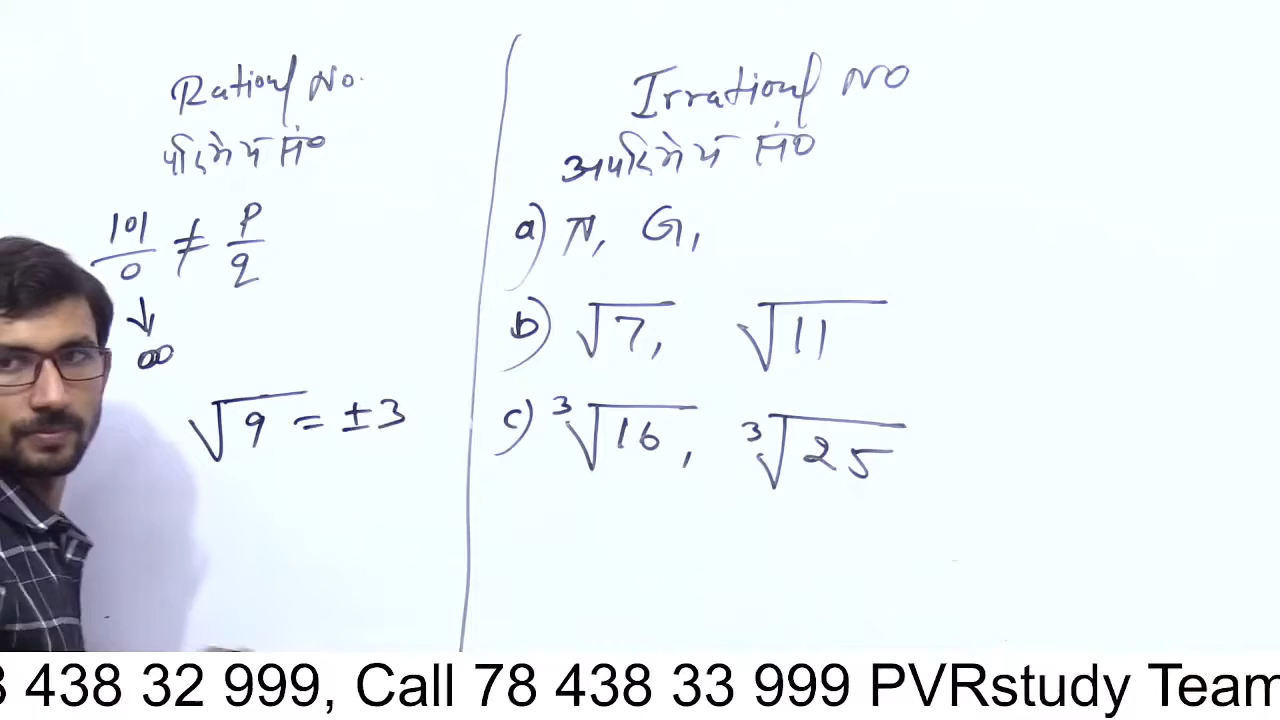 Rational No.
परिमेय सं०
101/0 ≠ p/q
↓
∞
√9 = ±3
Irrational NO
अपरिमेय सं०
a) π, G,
b) √7, √11
c) ³√16, ³√25
438 32 999, Call 78 438 33 999 PVRstudy Team